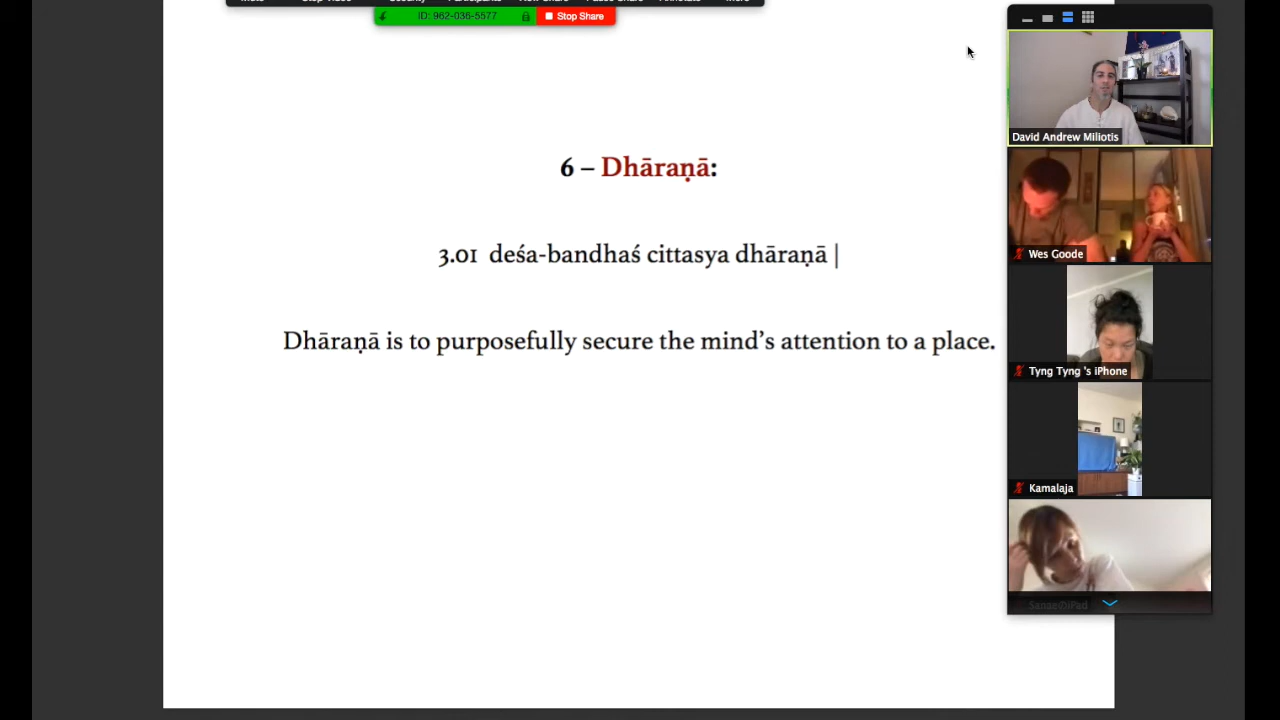 ID: 962-036-5577
Stop Share
6 – Dhāraṇā:
3.01 deśa-bandhaś cittasya dhāraṇā |
Dhāraṇā is to purposefully secure the mind's attention to a place.
David Andrew Miliotis
Wes Goode
Tyng Tyng 's iPhone
Kamalaja